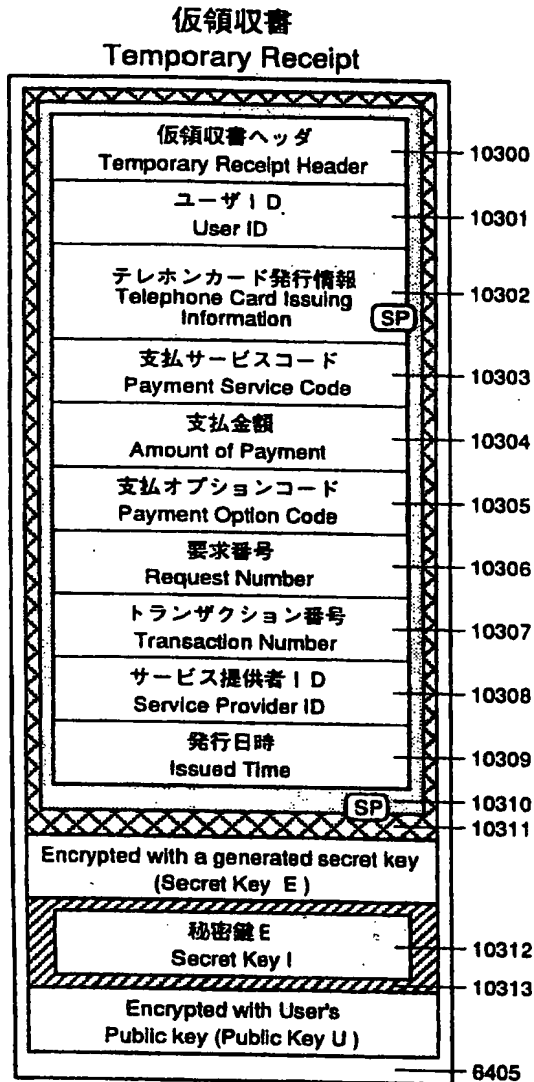 仮領収書
Temporary Receipt
仮領収書ヘッダ
Temporary Receipt Header
10300
ユーザID
User ID
10301
テレホンカード発行情報
Telephone Card Issuing
Information
10302
SP
支払サービスコード
Payment Service Code
10303
支払金額
Amount of Payment
10304
支払オプションコード
Payment Option Code
10305
要求番号
Request Number
10306
トランザクション番号
Transaction Number
10307
サービス提供者ID
Service Provider ID
10308
発行日時
Issued Time
10309
SP
10310
10311
Encrypted with a generated secret key
(Secret Key E)
秘密鍵E
Secret Key I
10312
10313
Encrypted with User's
Public key (Public Key U)
6405